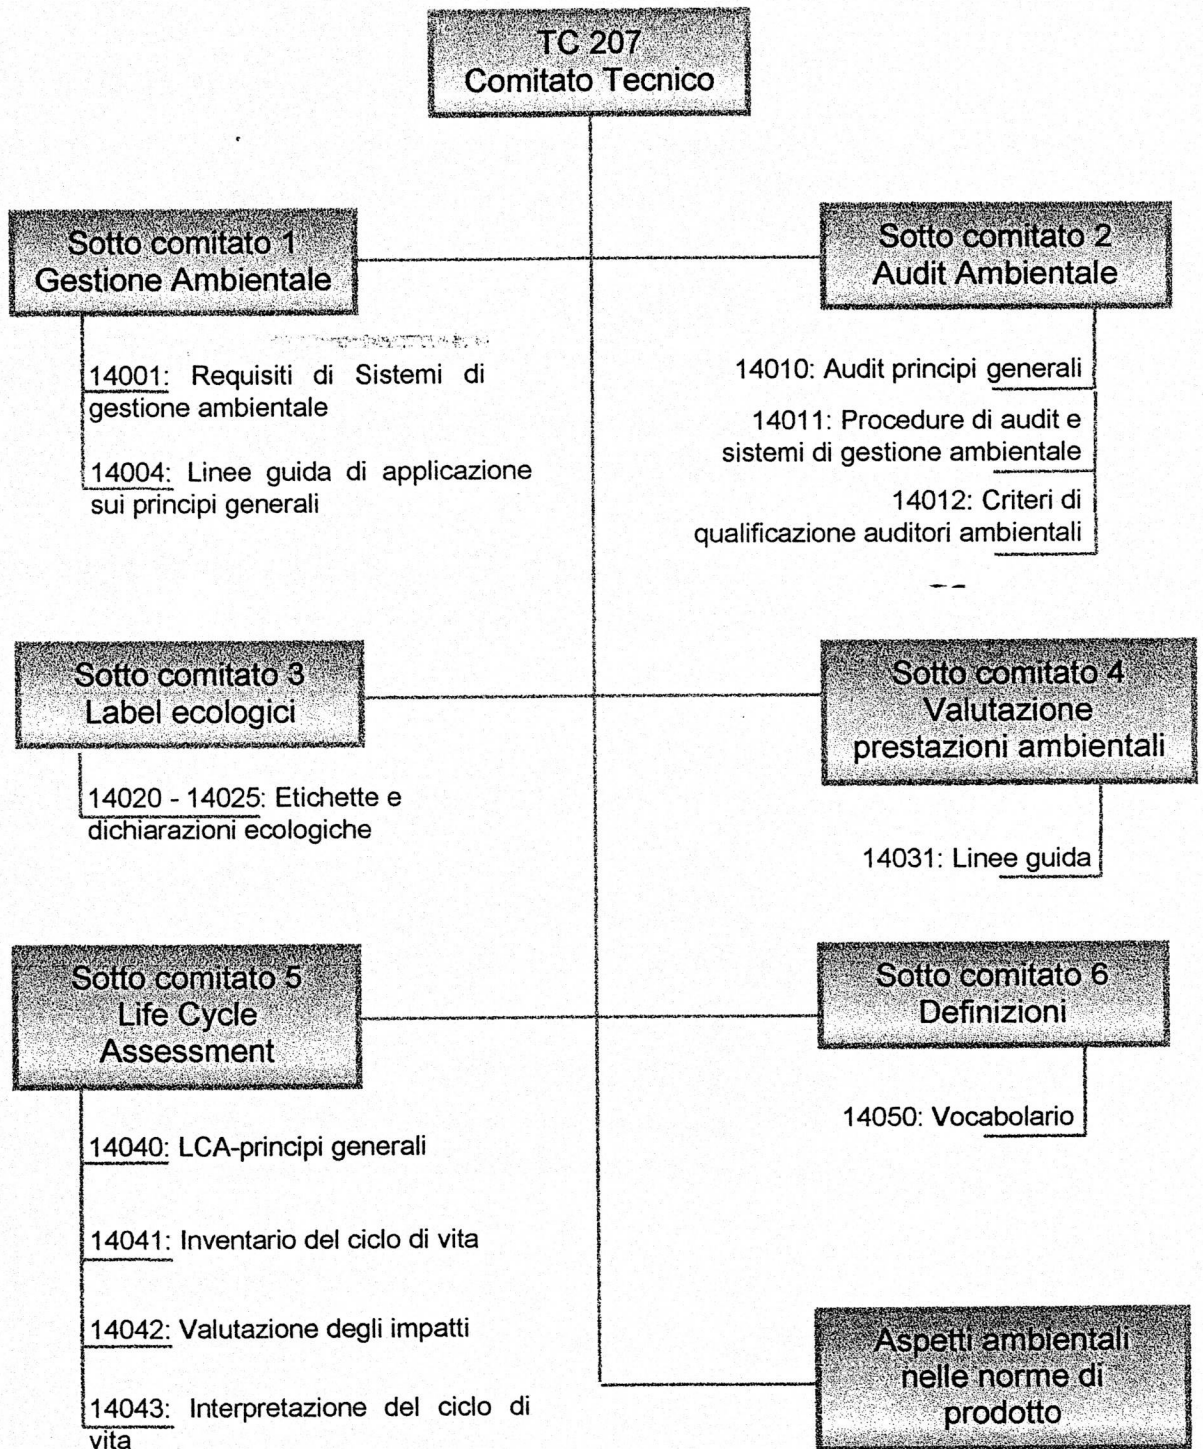 TC 207
Comitato Tecnico
Sotto comitato 1
Gestione Ambientale
14001: Requisiti di Sistemi di
gestione ambientale
14004: Linee guida di applicazione
sui principi generali
Sotto comitato 2
Audit Ambientale
14010: Audit principi generali
14011: Procedure di audit e
sistemi di gestione ambientale
14012: Criteri di
qualificazione auditori ambientali
Sotto comitato 3
Label ecologici
14020 - 14025: Etichette e
dichiarazioni ecologiche
Sotto comitato 4
Valutazione
prestazioni ambientali
14031: Linee guida
Sotto comitato 5
Life Cycle
Assessment
14040: LCA-principi generali
14041: Inventario del ciclo di vita
14042: Valutazione degli impatti
14043: Interpretazione del ciclo di
vita
Sotto comitato 6
Definizioni
14050: Vocabolario
Aspetti ambientali
nelle norme di
prodotto